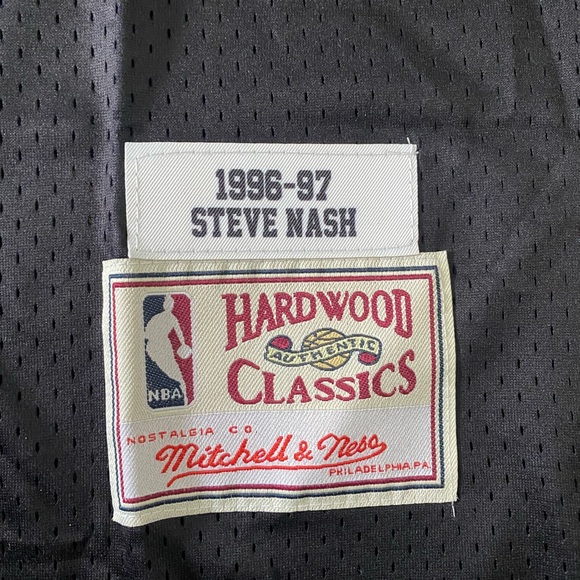 1996-97
STEVE NASH
HARDWOOD
AUTHENTIC
CLASSICS
NBA
NOSTALGIA CO
Mitchell & Ness
PHILADELPHIA, PA.